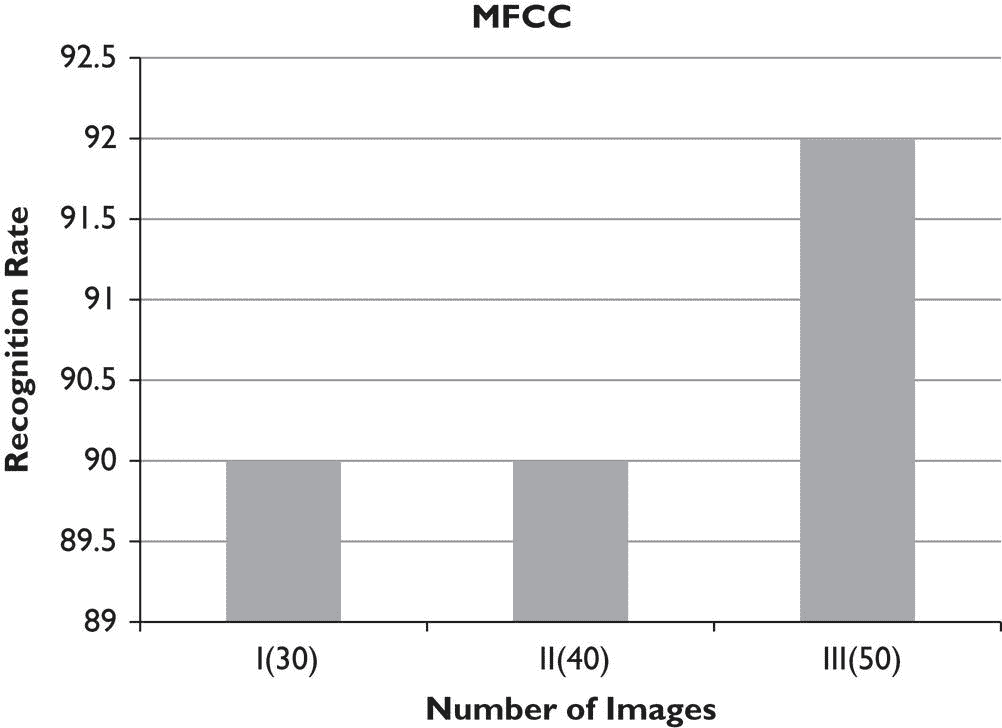 MFCC
92.5
92
91.5
91
90.5
90
89.5
89
Recognition Rate
I(30)
II(40)
III(50)
Number of Images